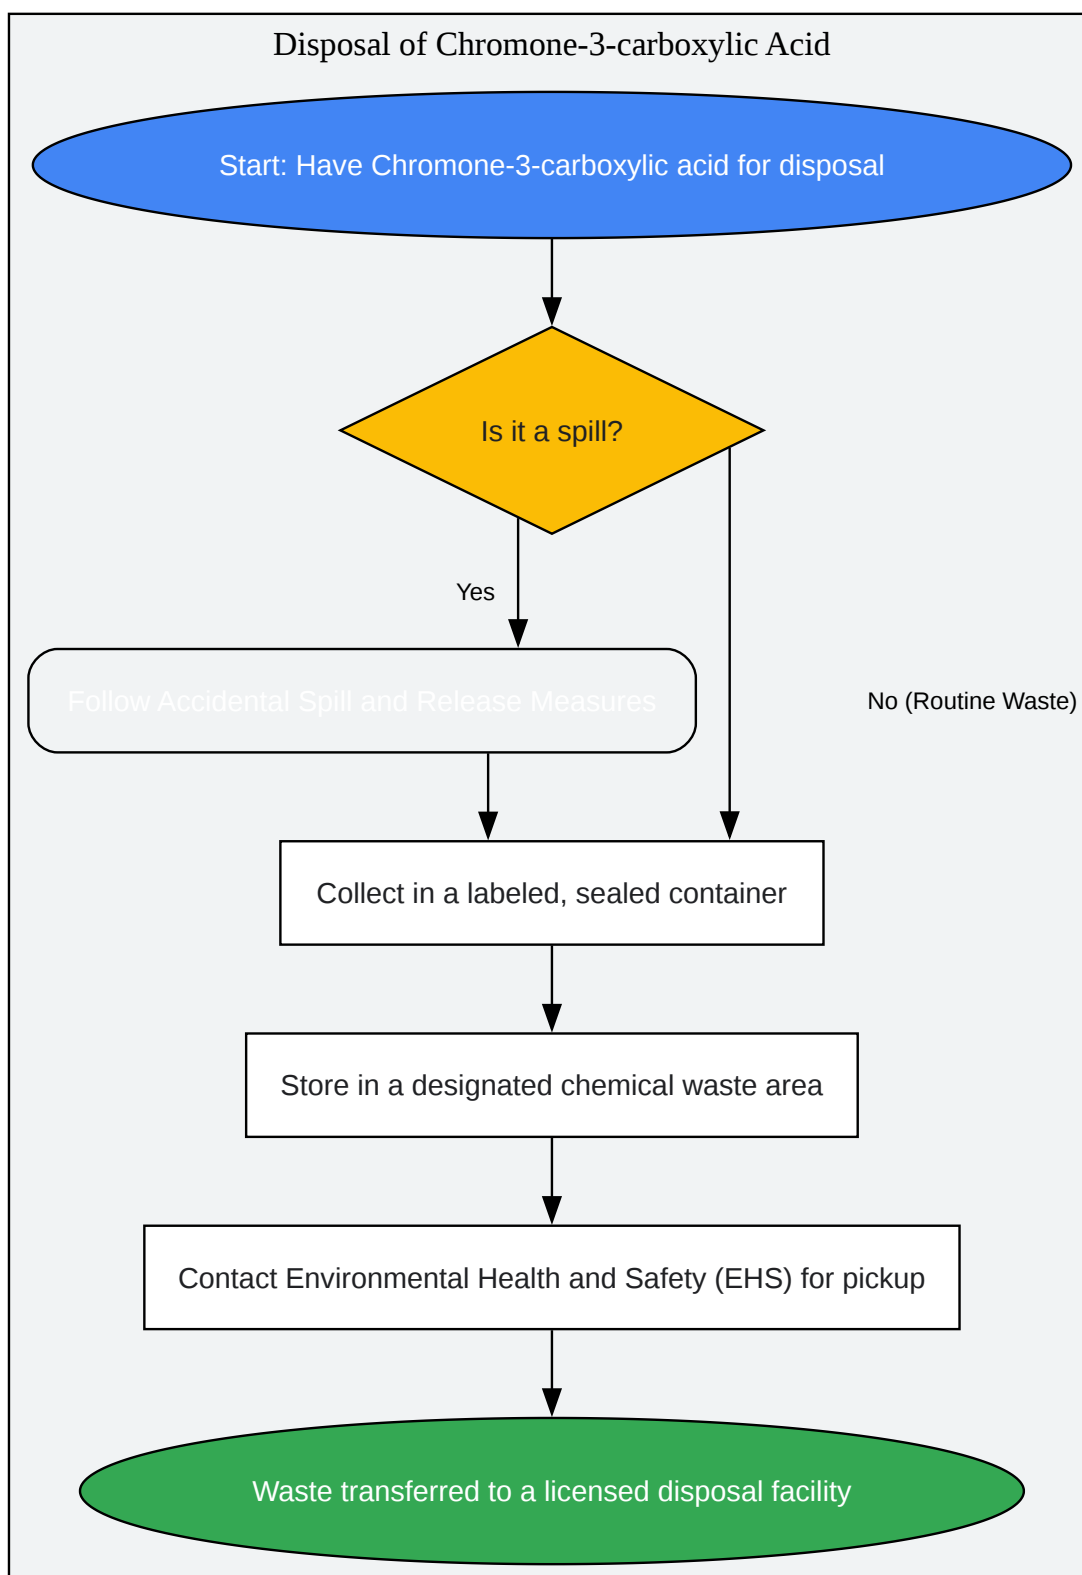 Disposal of Chromone-3-carboxylic Acid
Start: Have Chromone-3-carboxylic acid for disposal
Is it a spill?
Yes
Follow Accidental Spill and Release Measures
No (Routine Waste)
Collect in a labeled, sealed container
Store in a designated chemical waste area
Contact Environmental Health and Safety (EHS) for pickup
Waste transferred to a licensed disposal facility